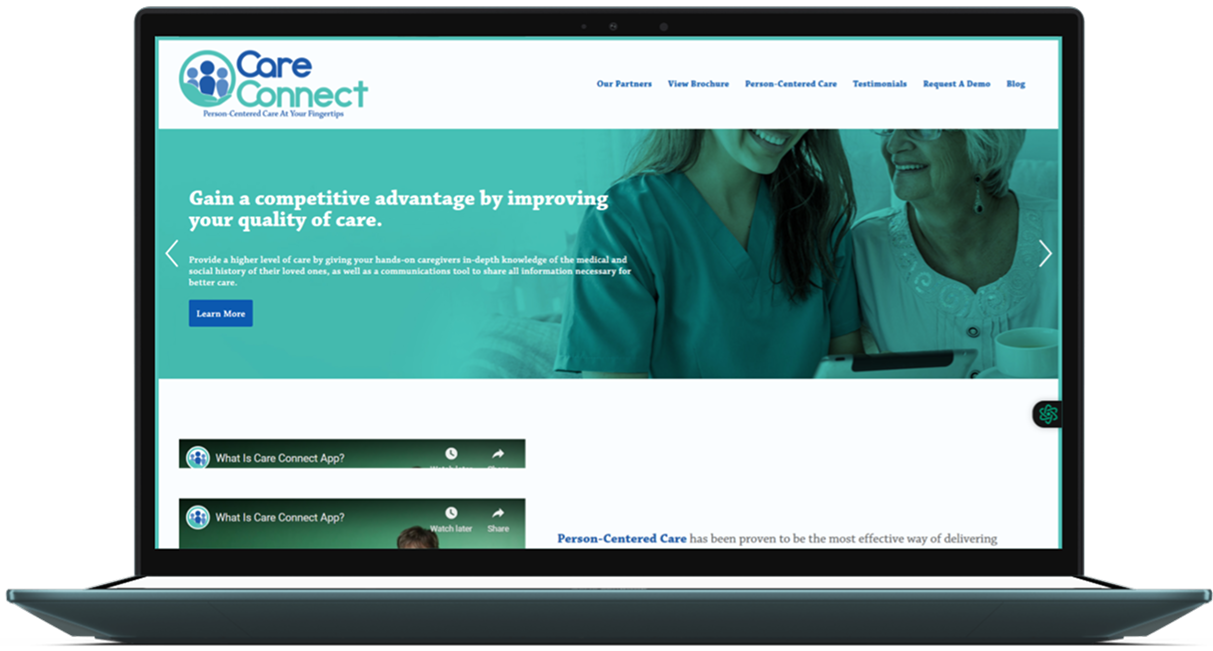 Care
Connect
Person-Centered Care At Your Fingertips
Our Partners View Brochure Person-Centered Care Testimonials Request A Demo Blog
Gain a competitive advantage by improving
your quality of care.
Provide a higher level of care by giving your hands-on caregivers in-depth knowledge of the medical and
social history of their loved ones, as well as a communications tool to share all information necessary for
better care.
Learn More
What Is Care Connect App?
Watch later Share
What Is Care Connect App?
Watch later Share
Person-Centered Care has been proven to be the most effective way of delivering